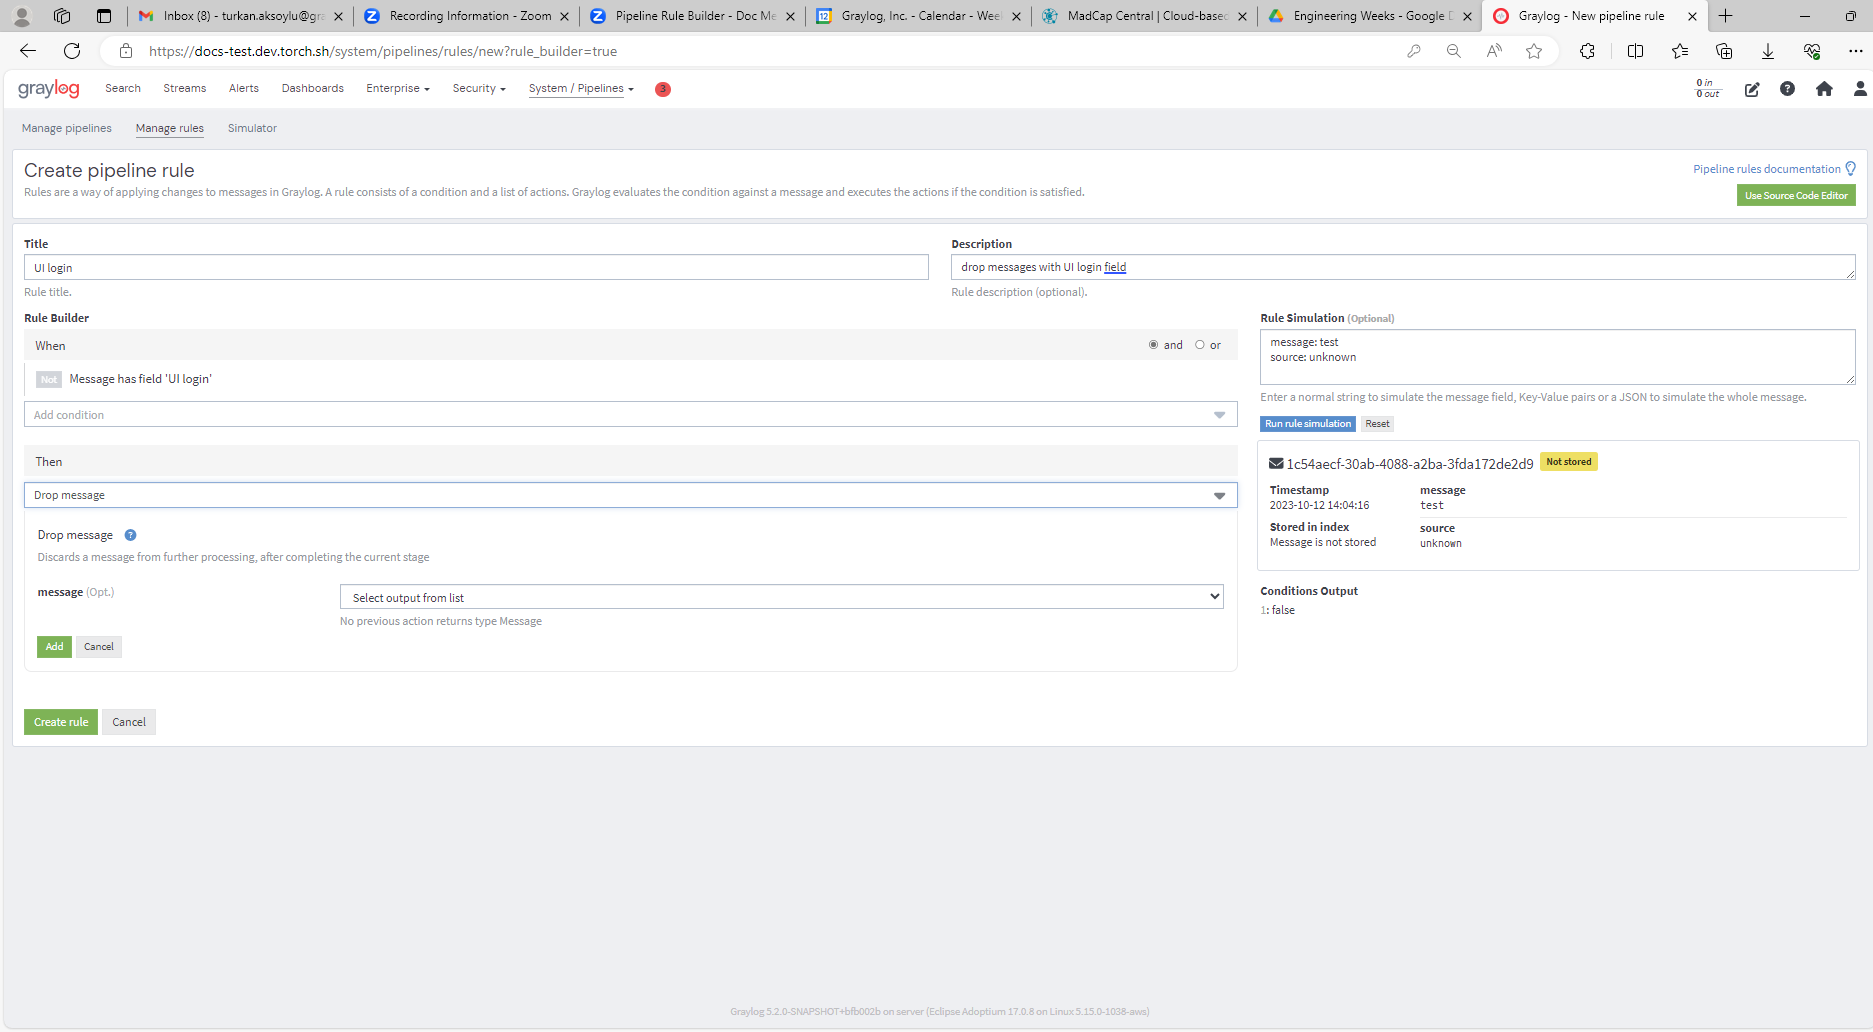 Inbox (8) - turkan.aksoylu@gra
Recording Information - Zoom
Pipeline Rule Builder - Doc Me
12
Graylog, Inc. - Calendar - Weel
MadCap Central | Cloud-based
Engineering Weeks - Google D
Graylog - New pipeline rule
https://docs-test.dev.torch.sh/system/pipelines/rules/new?rule_builder=true
graylog
Search
Streams
Alerts
Dashboards
Enterprise
Security
System / Pipelines
3
0 in
0 out
Manage pipelines
Manage rules
Simulator
Create pipeline rule
Rules are a way of applying changes to messages in Graylog. A rule consists of a condition and a list of actions. Graylog evaluates the condition against a message and executes the actions if the condition is satisfied.
Pipeline rules documentation
Use Source Code Editor
Title
UI login
Rule title.
Description
drop messages with UI login field
Rule description (optional).
Rule Builder
When
and
or
Not
Message has field 'UI login'
Add condition
Then
Drop message
Drop message
?
Discards a message from further processing, after completing the current stage
message (Opt.)
Select output from list
No previous action returns type Message
Add
Cancel
Create rule
Cancel
Rule Simulation (Optional)
message: test
source: unknown
Enter a normal string to simulate the message field, Key-Value pairs or a JSON to simulate the whole message.
Run rule simulation
Reset
1c54aecf-30ab-4088-a2ba-3fda172de2d9
Not stored
Timestamp
2023-10-12 14:04:16
Stored in index
Message is not stored
message
test
source
unknown
Conditions Output
1: false
Graylog 5.2.0-SNAPSHOT+bfb002b on server (Eclipse Adoptium 17.0.8 on Linux 5.15.0-1038-aws)